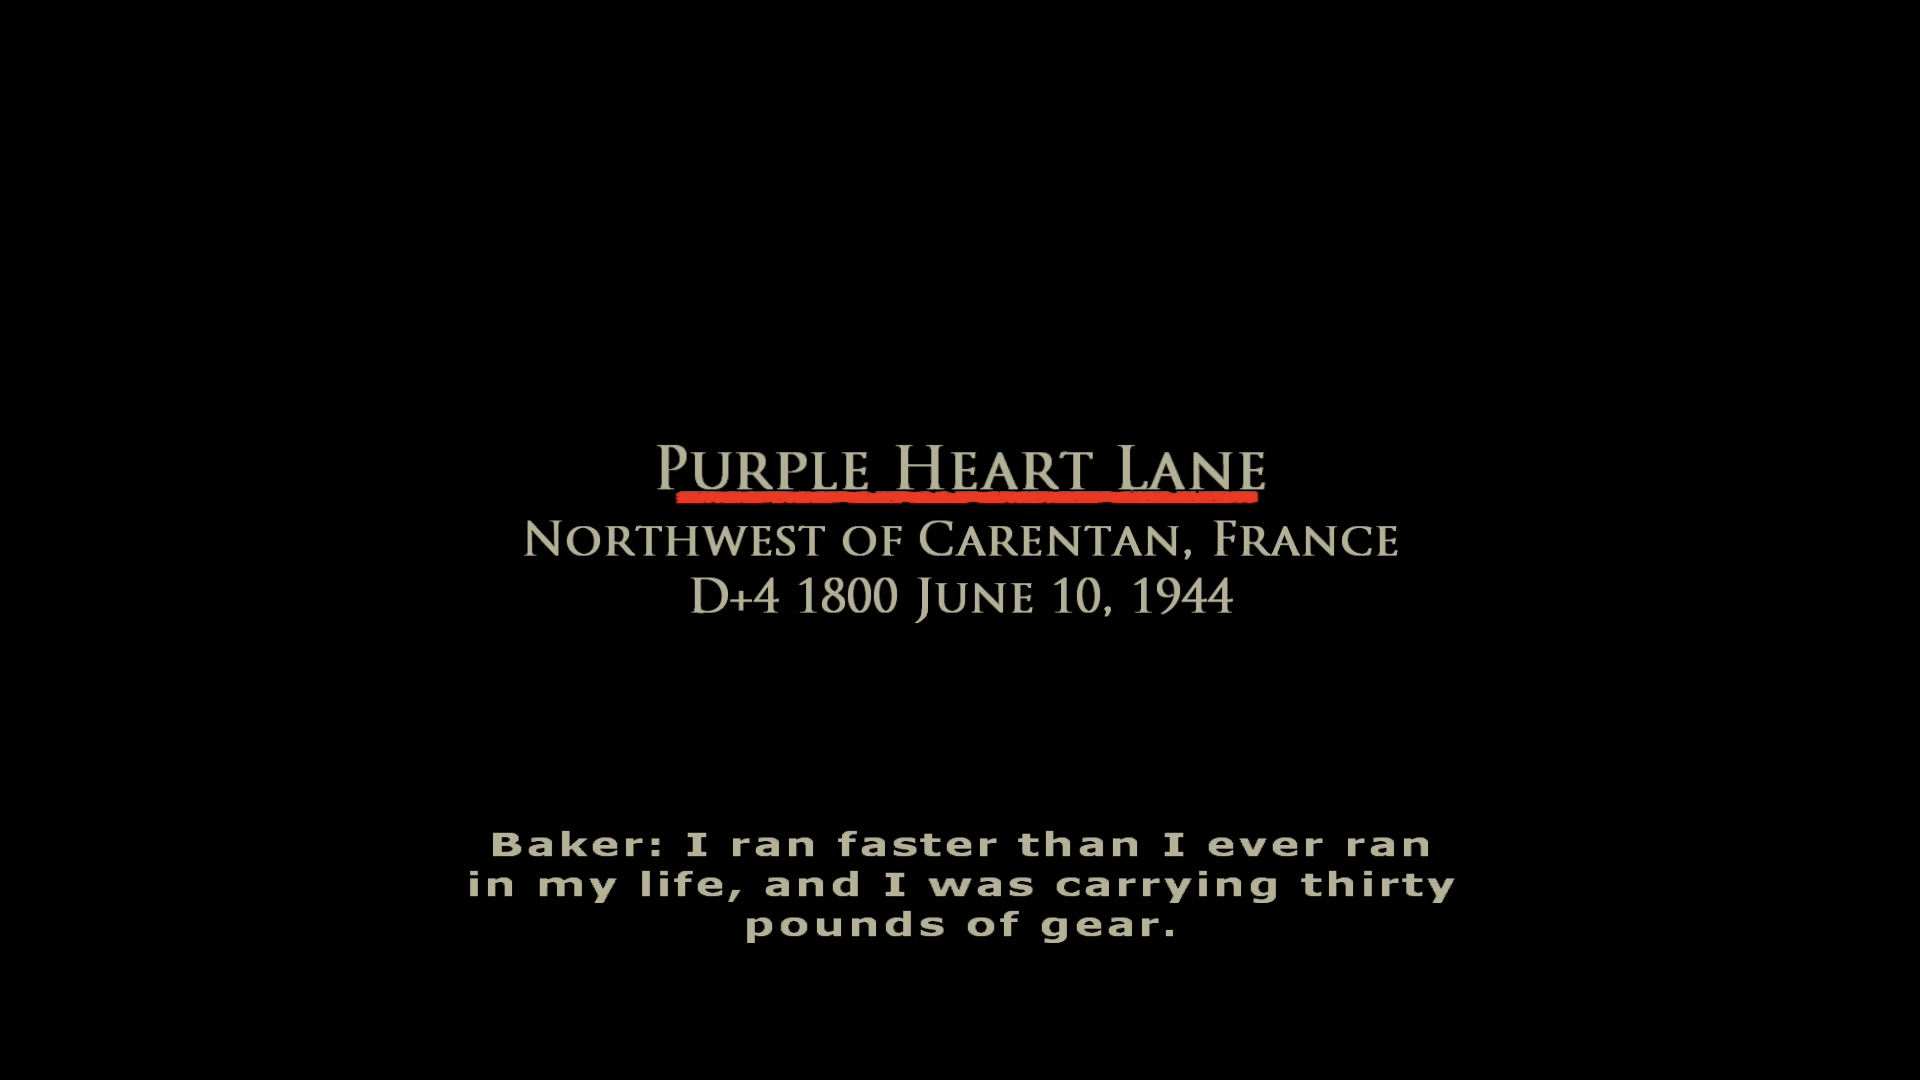 Purple Heart Lane
Northwest of Carentan, France
D+4 1800 June 10, 1944
Baker: I ran faster than I ever ran
in my life, and I was carrying thirty
pounds of gear.